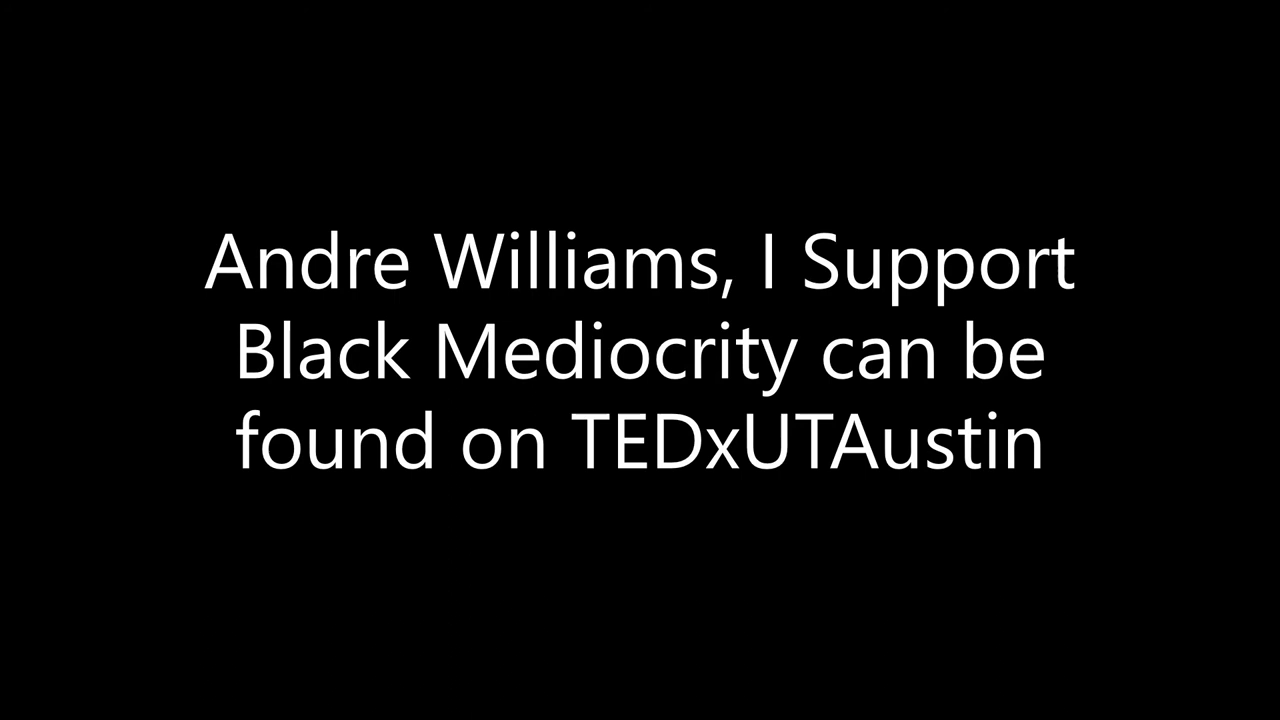 Andre Williams, I Support
Black Mediocrity can be
found on TEDxUTAustin